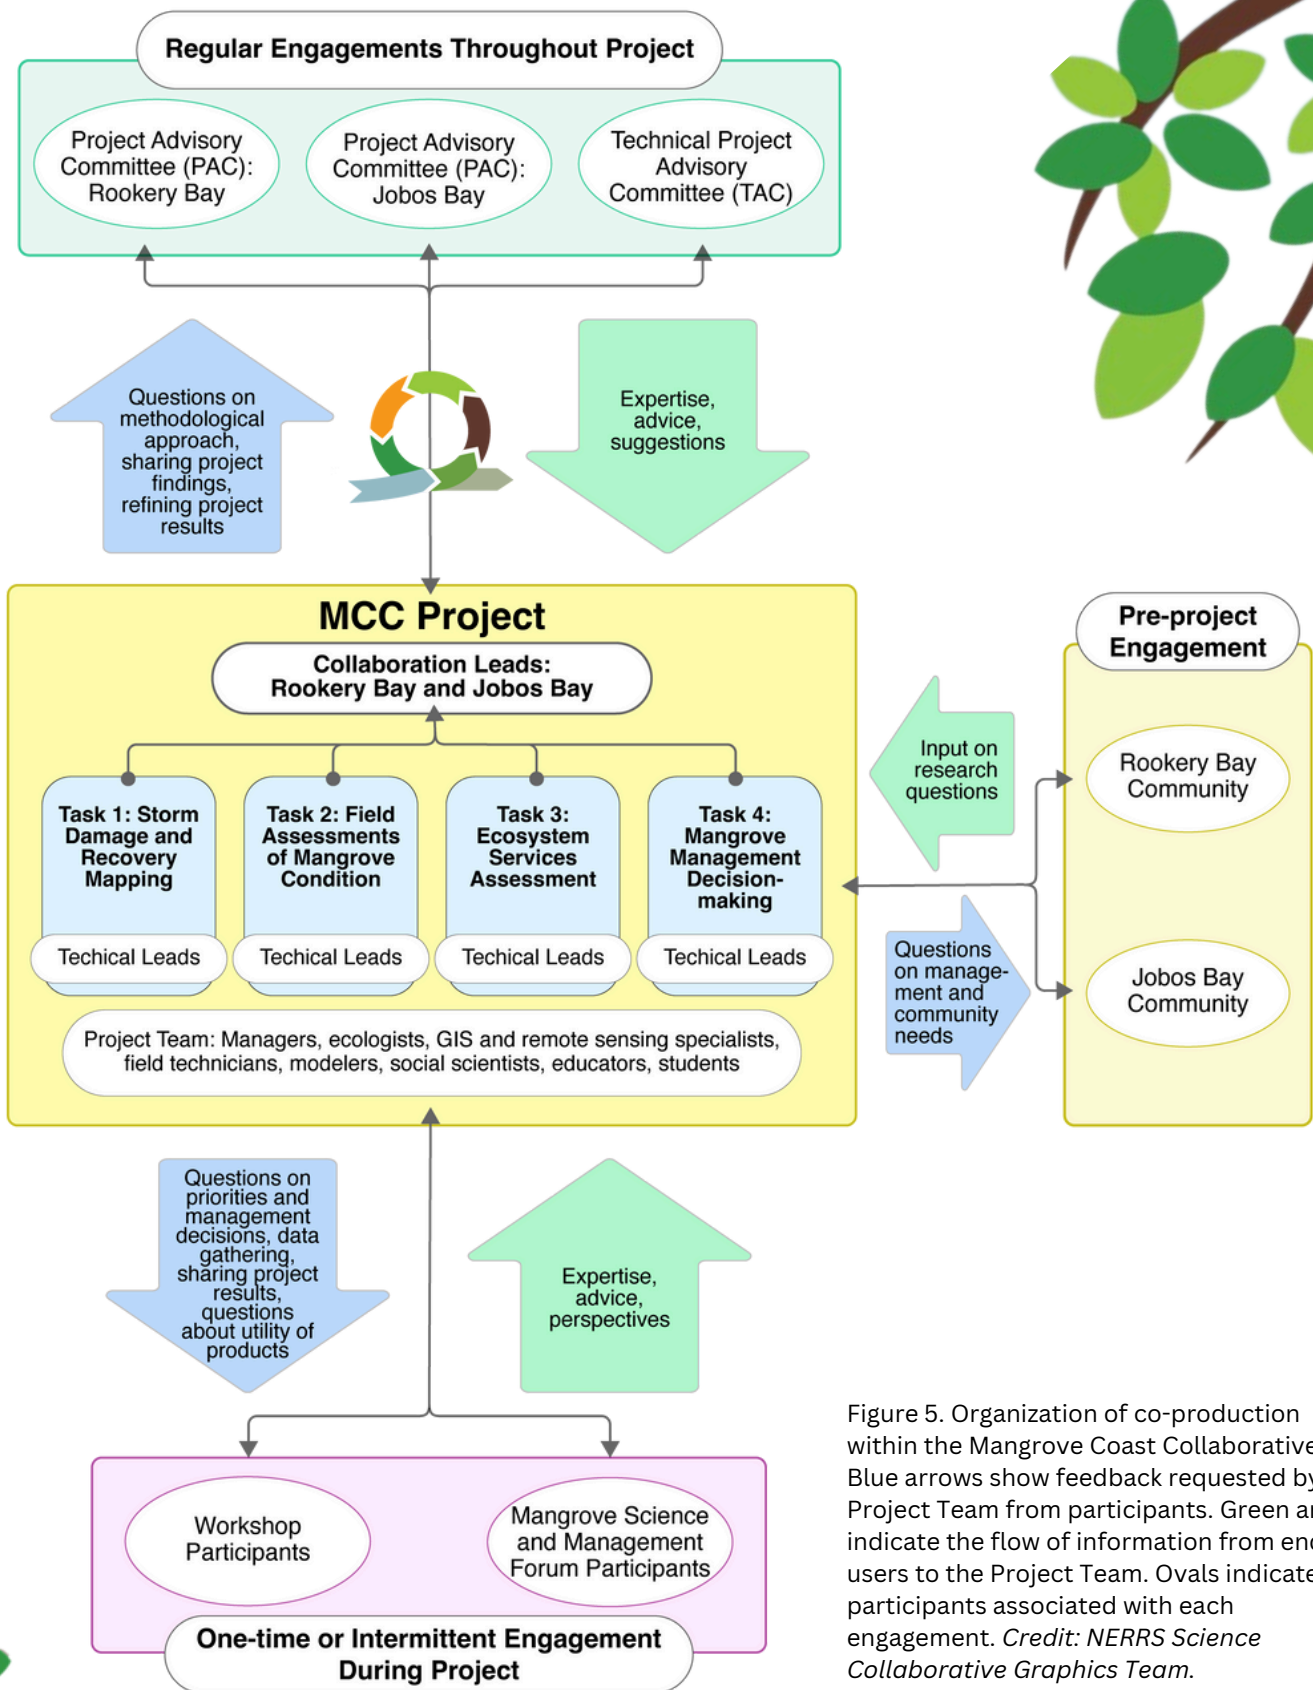 Regular Engagements Throughout Project
Project Advisory
Committee (PAC):
Rookery Bay
Project Advisory
Committee (PAC):
Jobos Bay
Technical Project
Advisory
Committee (TAC)
Questions on
methodological
approach,
sharing project
findings,
refining project
results
Expertise,
advice,
suggestions
MCC Project
Collaboration Leads:
Rookery Bay and Jobos Bay
Task 1: Storm
Damage and
Recovery
Mapping
Techical Leads
Task 2: Field
Assessments
of Mangrove
Condition
Techical Leads
Task 3:
Ecosystem
Services
Assessment
Techical Leads
Task 4:
Mangrove
Management
Decision-
making
Techical Leads
Project Team: Managers, ecologists, GIS and remote sensing specialists,
field technicians, modelers, social scientists, educators, students
Pre-project
Engagement
Input on
research
questions
Rookery Bay
Community
Questions
on manage-
ment and
community
needs
Jobos Bay
Community
Questions on
priorities and
management
decisions, data
gathering,
sharing project
results,
questions
about utility of
products
Expertise,
advice,
perspectives
Workshop
Participants
Mangrove Science
and Management
Forum Participants
One-time or Intermittent Engagement
During Project
Figure 5. Organization of co-production
within the Mangrove Coast Collaborative
Blue arrows show feedback requested by
Project Team from participants. Green
indicate the flow of information from
users to the Project Team. Ovals indicate
participants associated with each
engagement. Credit: NERRS Science
Collaborative Graphics Team.